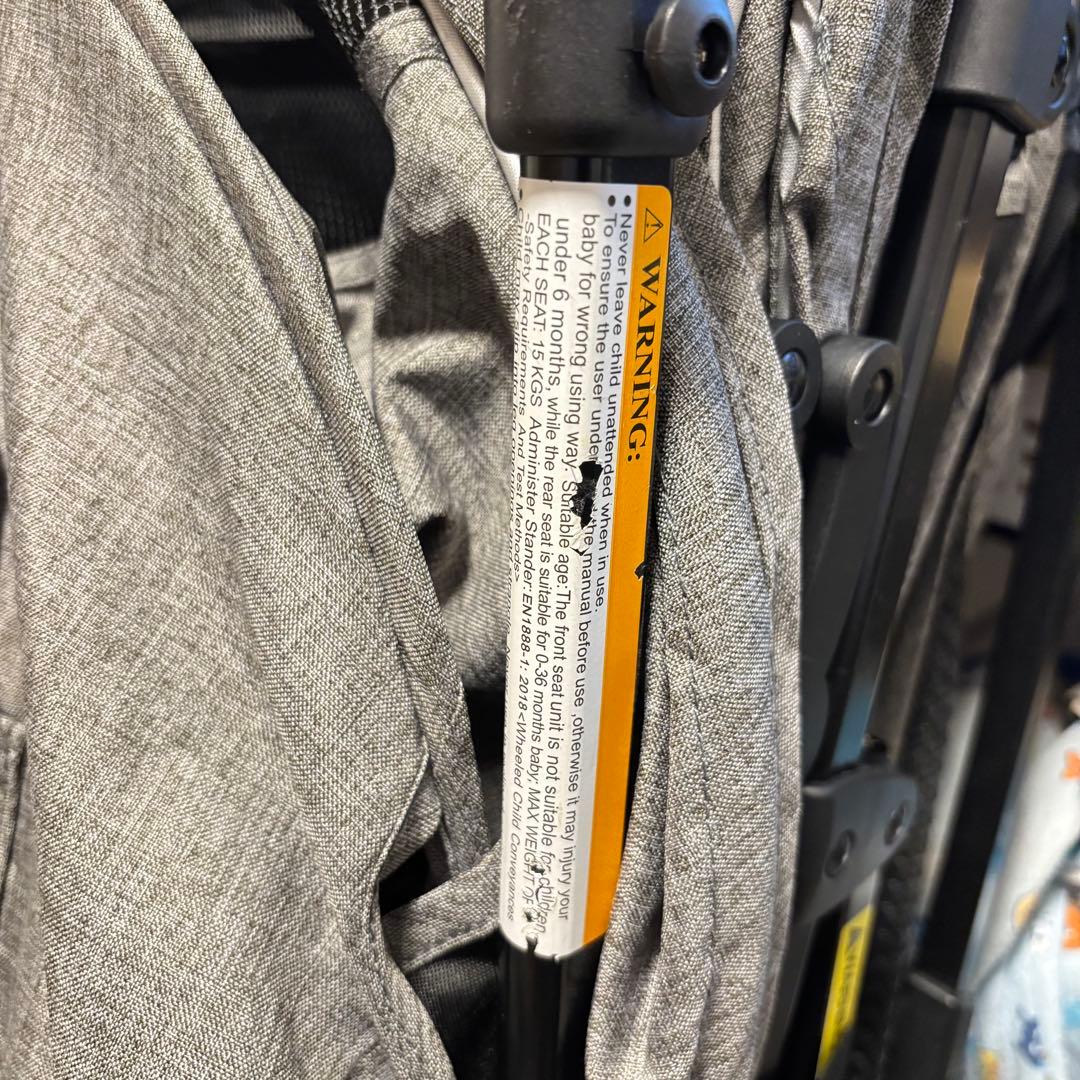 ⚠ WARNING:
• Never leave child unattended when in use.
• To ensure the user under the manual before use ,otherwise it may injury your
baby for wrong using way. Suitable age:The front seat unit is not suitable for children
under 6 months, while the rear seat is suitable for 0-36 months baby; MAX WEIGHT OF
EACH SEAT: 15 KGS Administer Stander:EN1888-1: 2018<Wheeled Child Conveyances
-Safety Requirements And Test Methods>